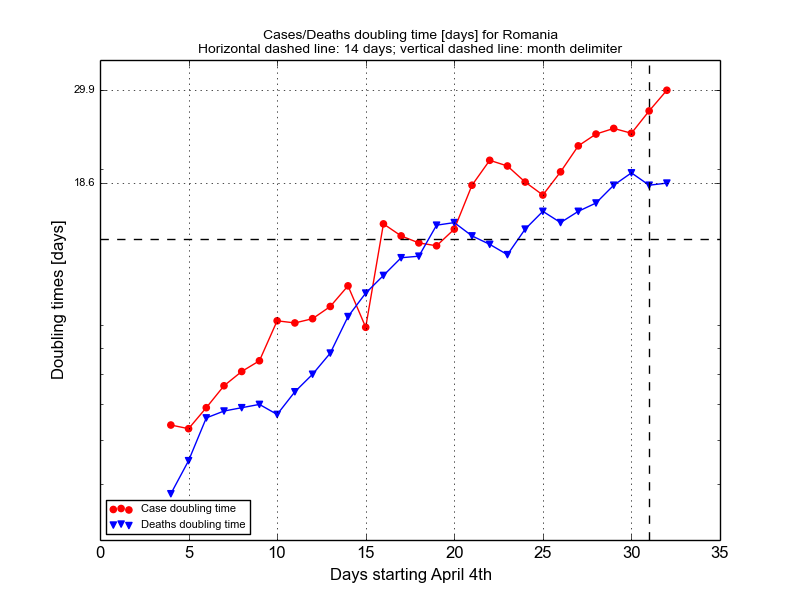 Cases/Deaths doubling time [days] for Romania
Horizontal dashed line: 14 days; vertical dashed line: month delimiter
29.9
18.6
Doubling times [days]
Case doubling time
Deaths doubling time
0 5 10 15 20 25 30 35
Days starting April 4th